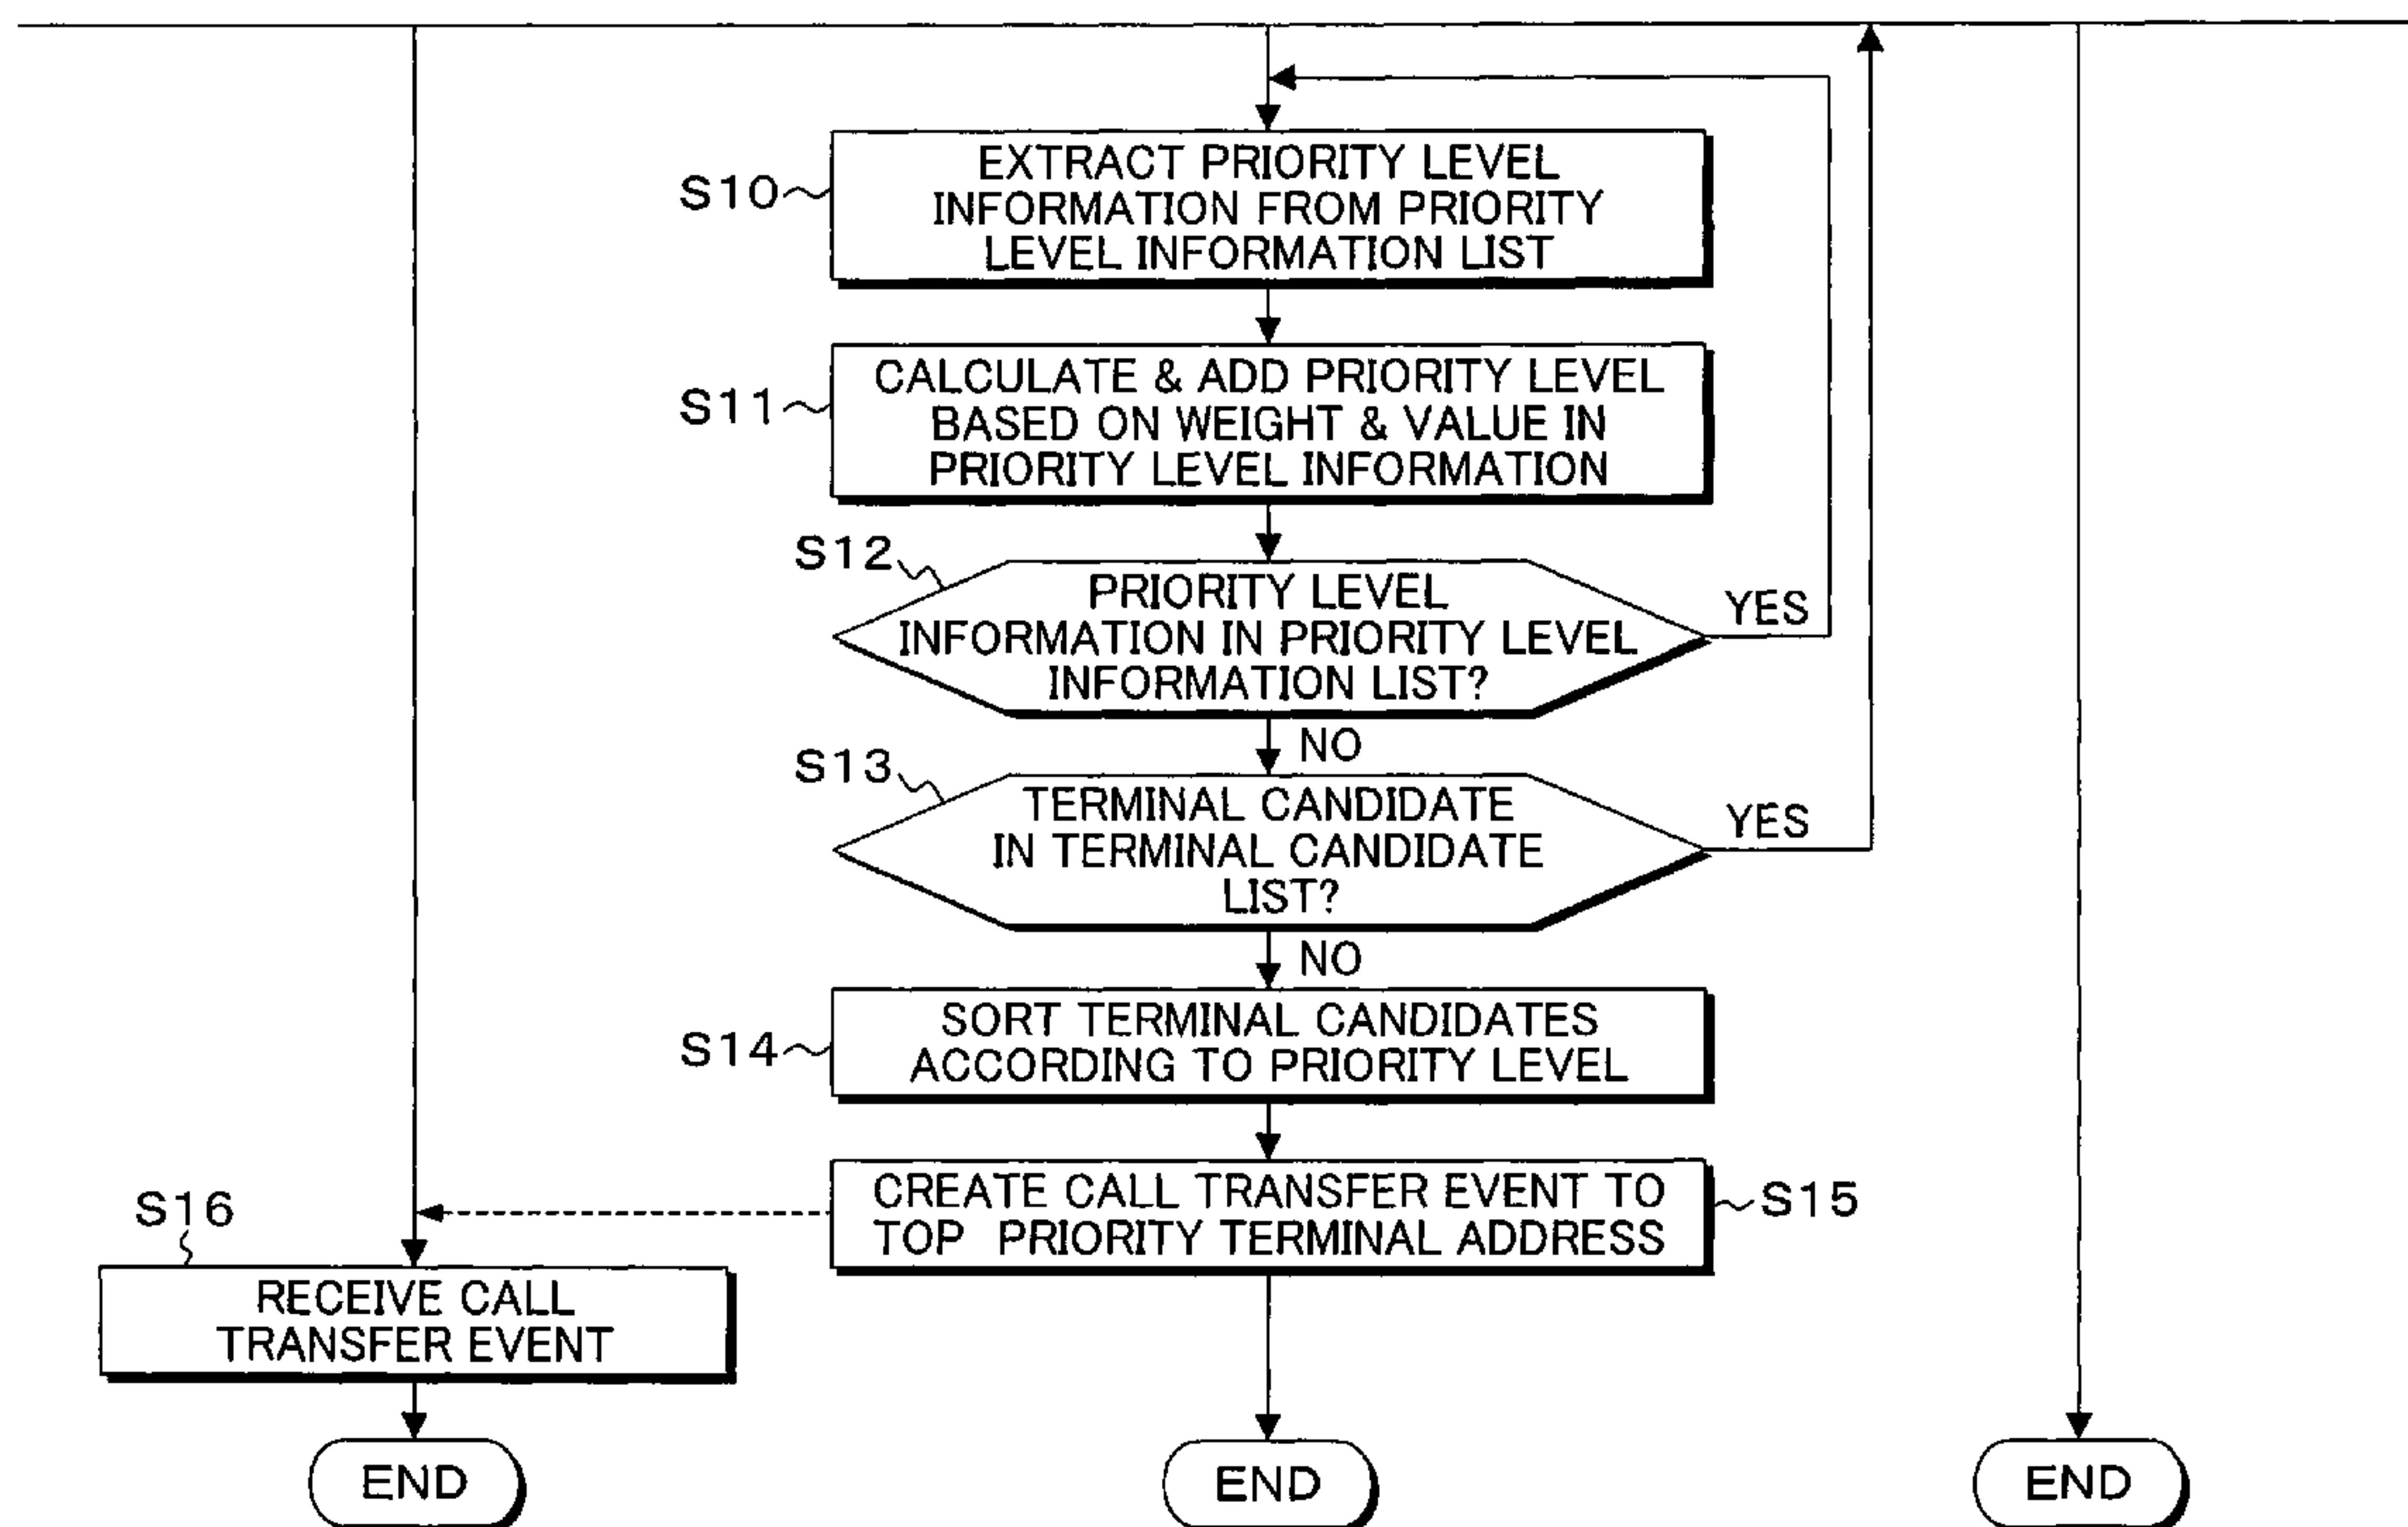 S10
EXTRACT PRIORITY LEVEL
INFORMATION FROM PRIORITY
LEVEL INFORMATION LIST
S11
CALCULATE & ADD PRIORITY LEVEL
BASED ON WEIGHT & VALUE IN
PRIORITY LEVEL INFORMATION
S12
PRIORITY LEVEL
INFORMATION IN PRIORITY LEVEL
INFORMATION LIST?
YES
NO
S13
TERMINAL CANDIDATE
IN TERMINAL CANDIDATE
LIST?
YES
NO
S14
SORT TERMINAL CANDIDATES
ACCORDING TO PRIORITY LEVEL
CREATE CALL TRANSFER EVENT TO
TOP PRIORITY TERMINAL ADDRESS
S15
S16
RECEIVE CALL
TRANSFER EVENT
END
END
END